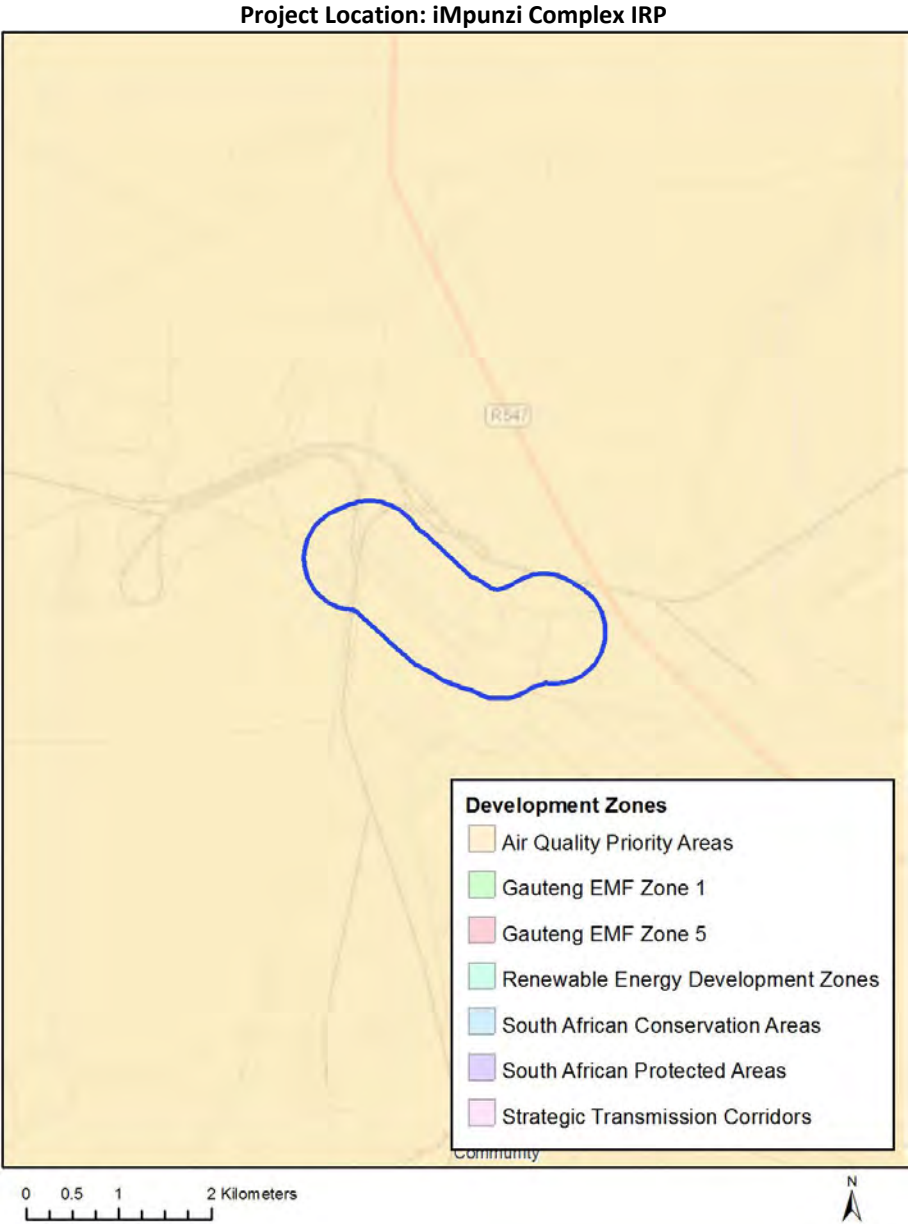 Project Location: iMpunzi Complex IRP
R547
Development Zones
Air Quality Priority Areas
Gauteng EMF Zone 1
Gauteng EMF Zone 5
Renewable Energy Development Zones
South African Conservation Areas
South African Protected Areas
Strategic Transmission Corridors
Community
0 0.5 1 2 Kilometers
N